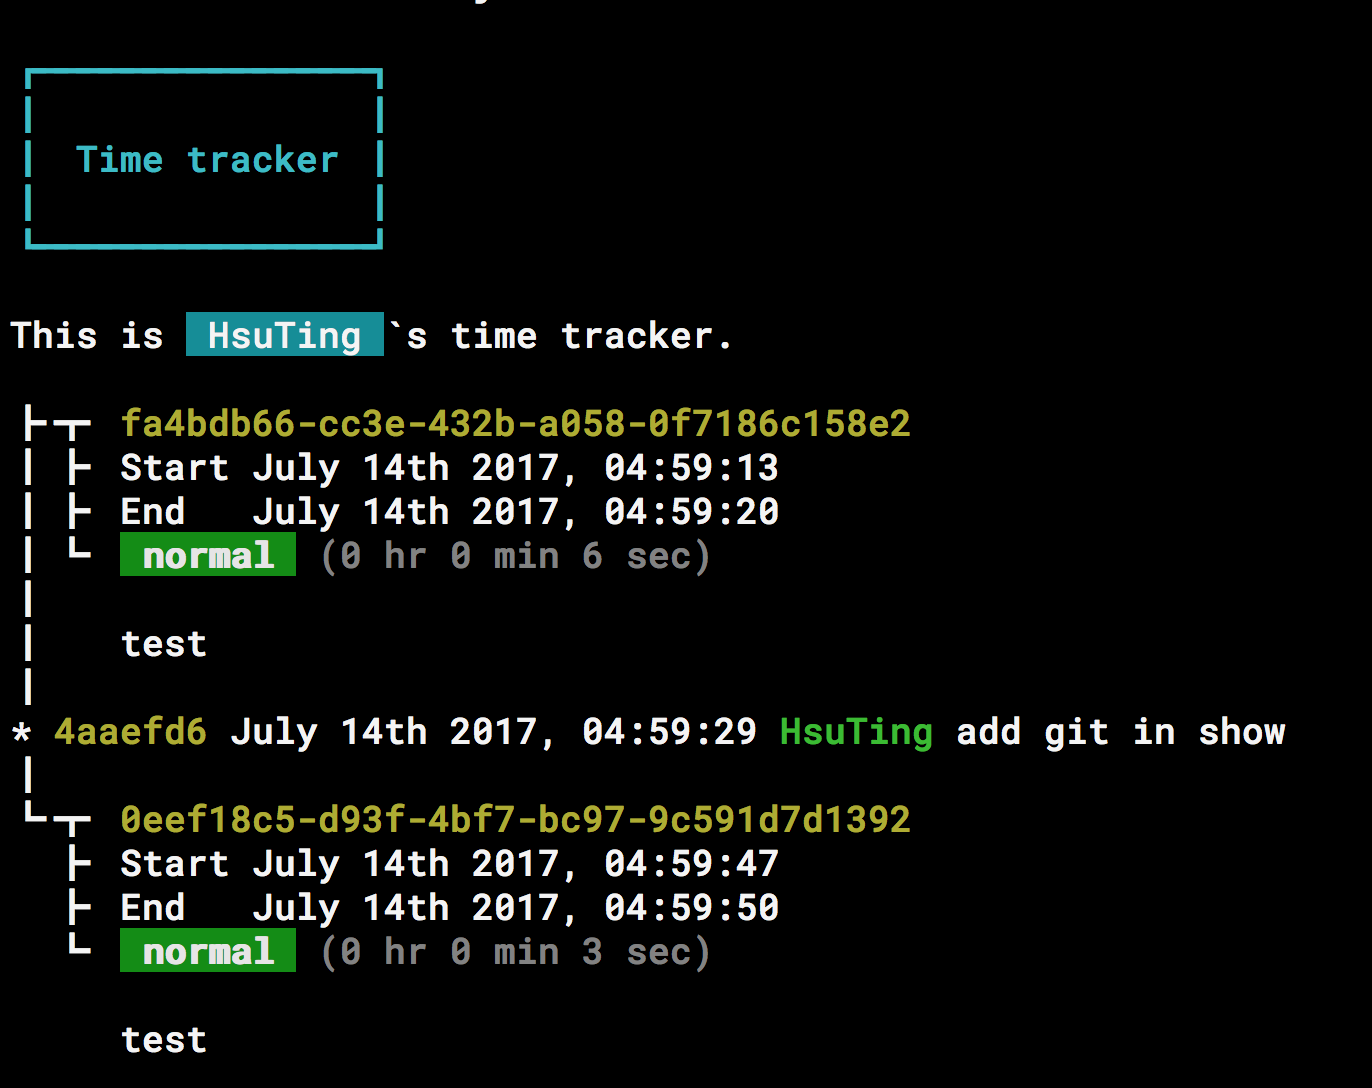 Time tracker
This is HsuTing `s time tracker.
fa4bdb66-cc3e-432b-a058-0f7186c158e2
Start July 14th 2017, 04:59:13
End July 14th 2017, 04:59:20
normal (0 hr 0 min 6 sec)
test
* 4aaefd6 July 14th 2017, 04:59:29 HsuTing add git in show
0eef18c5-d93f-4bf7-bc97-9c591d7d1392
Start July 14th 2017, 04:59:47
End July 14th 2017, 04:59:50
normal (0 hr 0 min 3 sec)
test